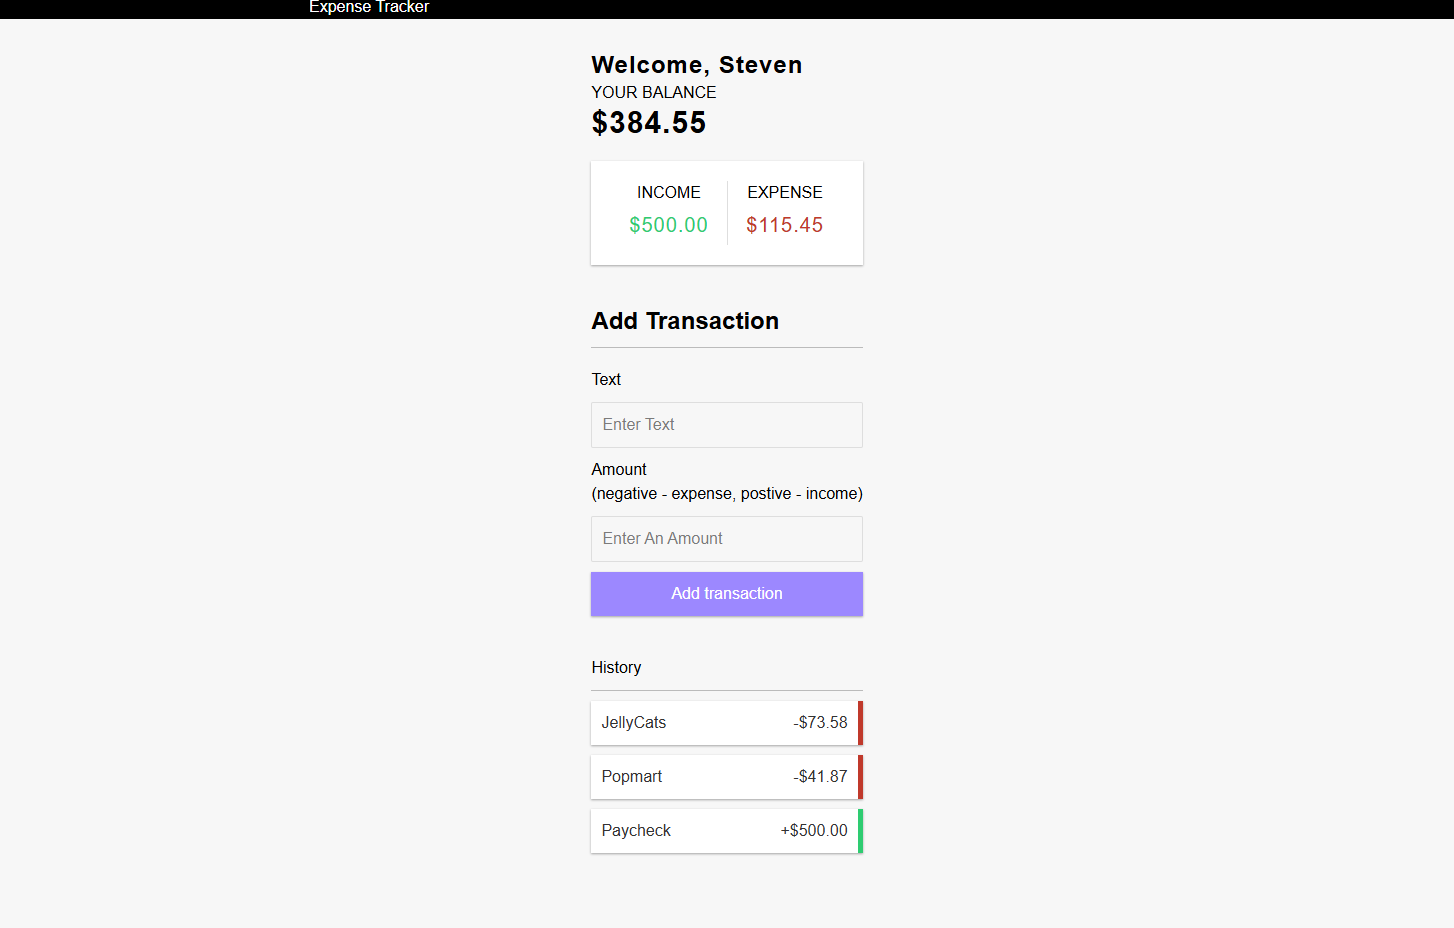 Expense Tracker
Welcome, Steven
YOUR BALANCE
$384.55
INCOME EXPENSE
$500.00 $115.45
Add Transaction
Text
Enter Text
Amount
(negative - expense, postive - income)
Enter An Amount
Add transaction
History
JellyCats -$73.58
Popmart -$41.87
Paycheck +$500.00